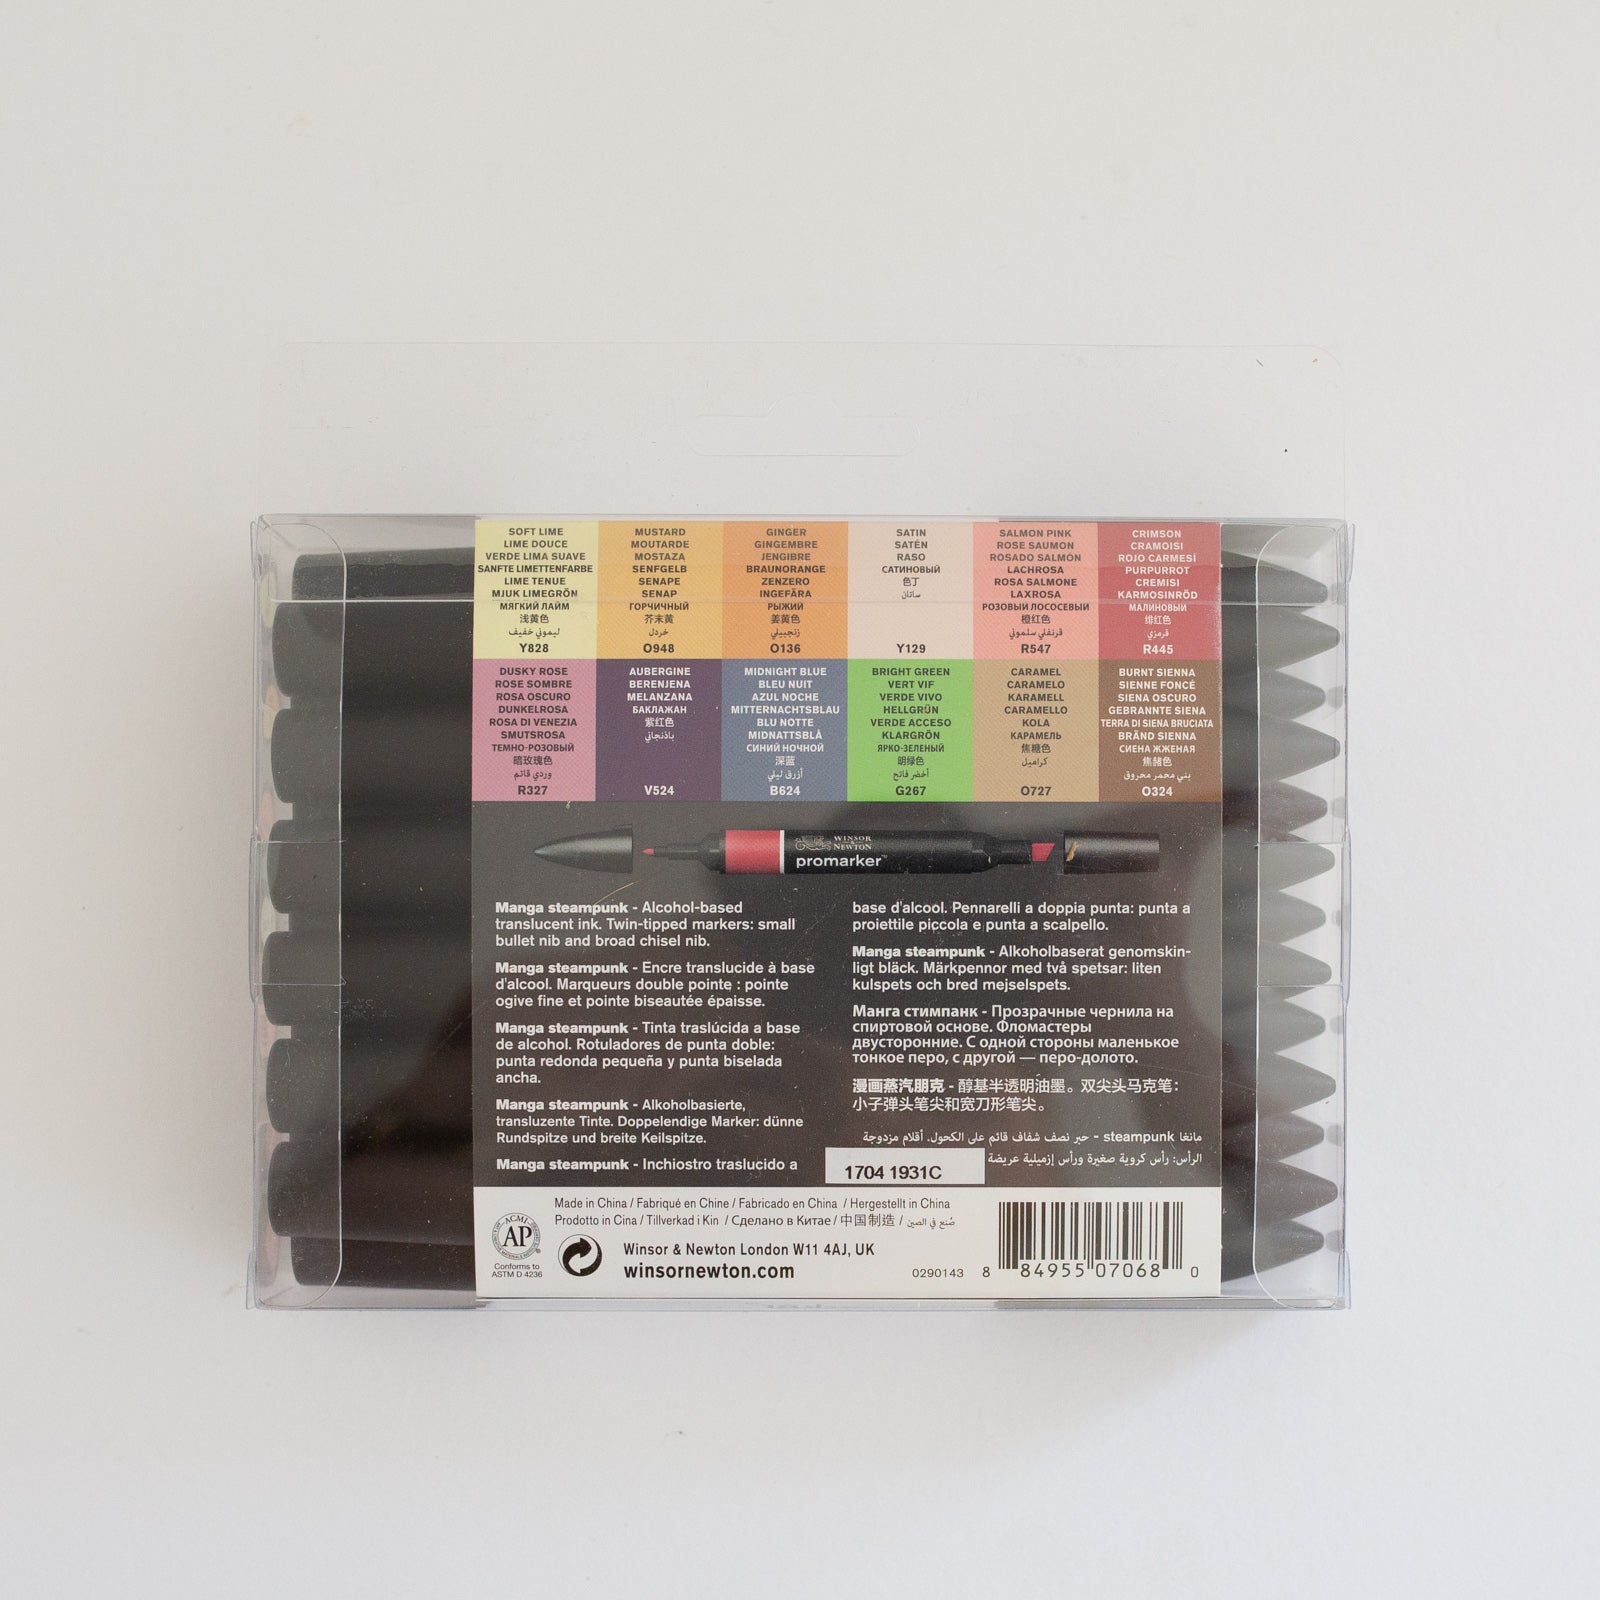 SOFT LIME
LIME DOUCE
VERDE LIMA SUAVE
SANFTE LIMETTENFARBE
LIME TENUE
MJUK LIMEGRÖN
МЯГКИЙ ЛАЙМ
浅黄色
ليموني خفيف
Y828
MUSTARD
MOUTARDE
MOSTAZA
SENFGELB
SENAPE
SENAP
ГОРЧИЧНЫЙ
芥末黄
خردل
O948
GINGER
GINGEMBRE
JENGIBRE
BRAUNORANGE
ZENZERO
INGEFÄRA
РЫЖИЙ
姜黄色
زنجبيلي
O136
SATIN
SATÉN
RASO
САТИНОВЫЙ
色丁
ساتان
Y129
SALMON PINK
ROSE SAUMON
ROSADO SALMÓN
LACHROSA
ROSA SALMONE
LAXROSA
РОЗОВЫЙ ЛОСОСЕВЫЙ
橙红色
قرنفلي سلموني
R547
CRIMSON
CRAMOISI
ROJO CARMESÍ
PURPURROT
CREMISI
KARMOSINRÖD
МАЛИНОВЫЙ
绯红色
قرمزي
R445
DUSKY ROSE
ROSE SOMBRE
ROSA OSCURO
DUNKELROSA
ROSA DI VENEZIA
SMUTSROSA
ТЕМНО-РОЗОВЫЙ
暗玫瑰色
وردي قاتم
R327
AUBERGINE
BERENJENA
MELANZANA
БАКЛАЖАН
紫红色
باذنجاني
V524
MIDNIGHT BLUE
BLEU NUIT
AZUL NOCHE
MITTERNACHTSBLAU
BLU NOTTE
MIDNATTSBLÅ
СИНИЙ НОЧНОЙ
深蓝
أزرق ليلي
B624
BRIGHT GREEN
VERT VIF
VERDE VIVO
HELLGRÜN
VERDE ACCESO
KLARGRÖN
ЯРКО-ЗЕЛЕНЫЙ
明绿色
أخضر فاتح
G267
CARAMEL
CARAMELO
KARAMELL
CARAMELLO
KOLA
КАРАМЕЛЬ
焦糖色
كراميل
O727
BURNT SIENNA
SIENNE FONCÉ
SIENA OSCURO
GEBRANNTE SIENA
TERRA DI SIENA BRUCIATA
BRÄND SIENNA
СИЕНА ЖЖЕНАЯ
焦赭色
بني محمر محروق
O324
WINSOR
& NEWTON
promarker™
Manga steampunk - Alcohol-based
translucent ink. Twin-tipped markers: small
bullet nib and broad chisel nib.
Manga steampunk - Encre translucide à base
d'alcool. Marqueurs double pointe : pointe
ogive fine et pointe biseautée épaisse.
Manga steampunk - Tinta traslúcida a base
de alcohol. Rotuladores de punta doble:
punta redonda pequeña y punta biselada
ancha.
Manga steampunk - Alkoholbasierte,
transluzente Tinte. Doppelendige Marker: dünne
Rundspitze und breite Keilspitze.
Manga steampunk - Inchiostro traslucido a
base d'alcool. Pennarelli a doppia punta: punta a
proiettile piccola e punta a scalpello.
Manga steampunk - Alkoholbaserat genomskin-
ligt bläck. Märkpennor med två spetsar: liten
kulspets och bred mejselspets.
Манга стимпанк - Прозрачные чернила на
спиртовой основе. Фломастеры
двусторонние. С одной стороны маленькое
тонкое перо, с другой — перо-долото.
漫画蒸汽朋克 - 醇基半透明油墨。双尖头马克笔：
小子弹头笔尖和宽刀形笔尖。
مانغا steampunk - حبر نصف شفاف قائم على الكحول. أقلام مزدوجة
الرأس: رأس كروية صغيرة ورأس إزميلية عريضة
1704 1931C
Made in China / Fabriqué en Chine / Fabricado en China / Hergestellt in China
Prodotto in Cina / Tillverkad i Kin / Сделано в Китае / 中国制造 / صُنع في الصين
ACMI
AP
Conforms to
ASTM D 4236
Winsor & Newton London W11 4AJ, UK
winsornewton.com
0290143
8 84955 07068 0